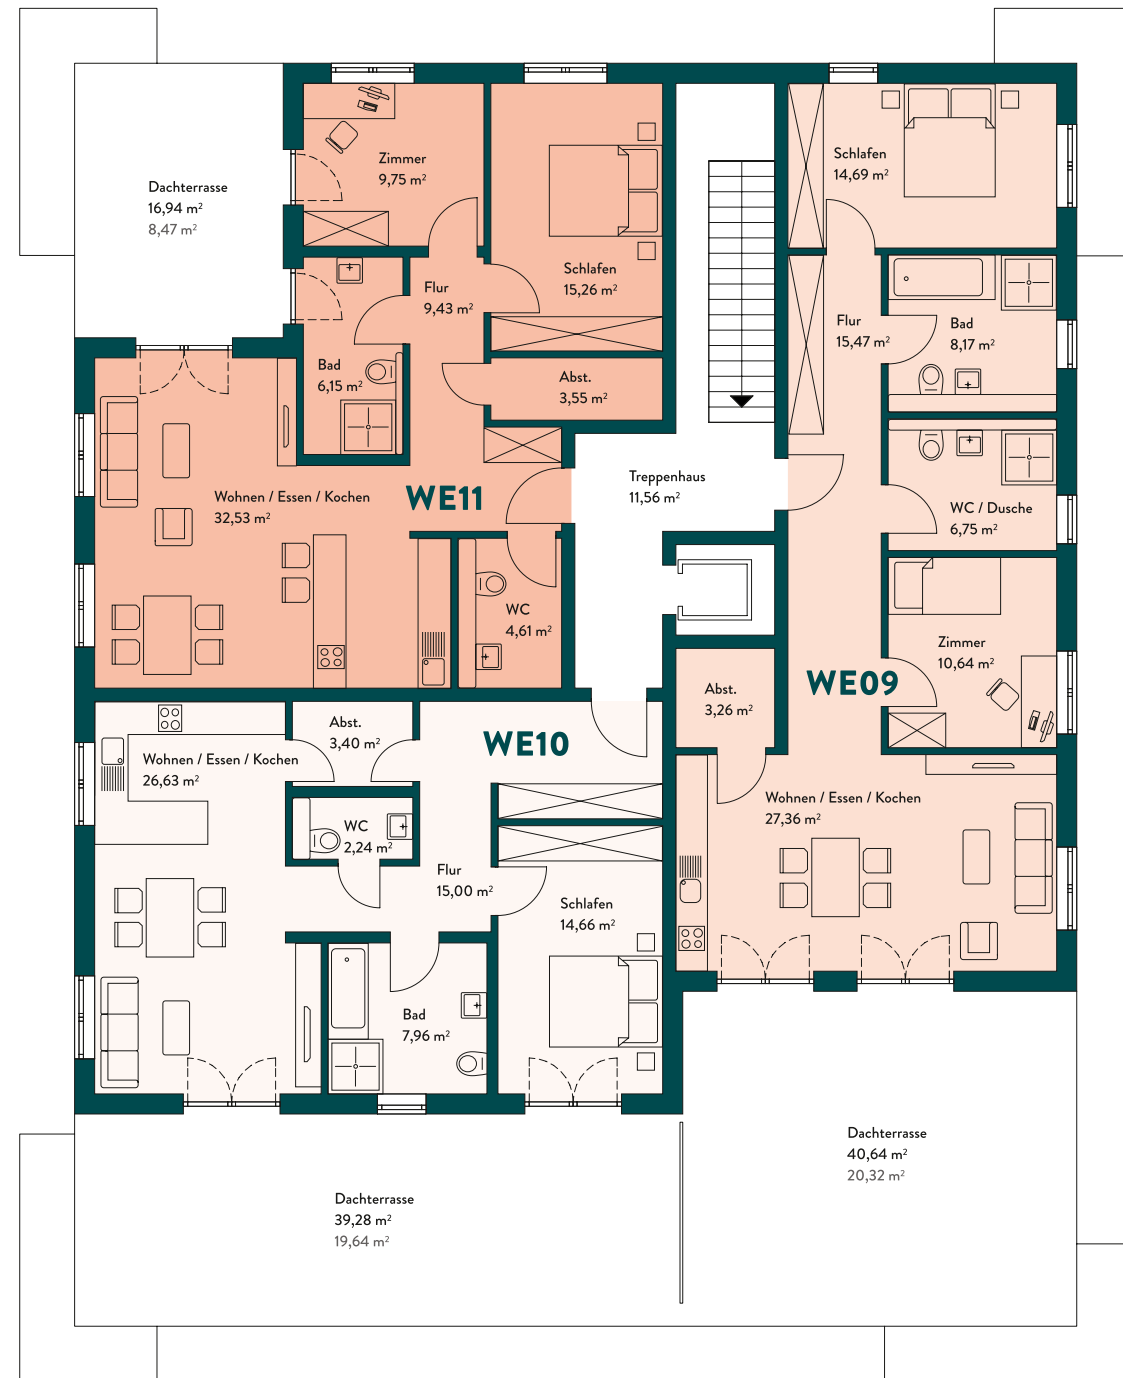 Dachterrasse
16,94 m²
8,47 m²
Zimmer
9,75 m²
Schlafen
15,26 m²
Flur
9,43 m²
Bad
6,15 m²
Abst.
3,55 m²
Wohnen / Essen / Kochen
32,53 m²
WE11
WC
4,61 m²
Treppenhaus
11,56 m²
Schlafen
14,69 m²
Flur
15,47 m²
Bad
8,17 m²
WC / Dusche
6,75 m²
Zimmer
10,64 m²
WE09
Abst.
3,26 m²
Wohnen / Essen / Kochen
27,36 m²
Abst.
3,40 m²
WE10
Wohnen / Essen / Kochen
26,63 m²
WC
2,24 m²
Flur
15,00 m²
Schlafen
14,66 m²
Bad
7,96 m²
Dachterrasse
40,64 m²
20,32 m²
Dachterrasse
39,28 m²
19,64 m²